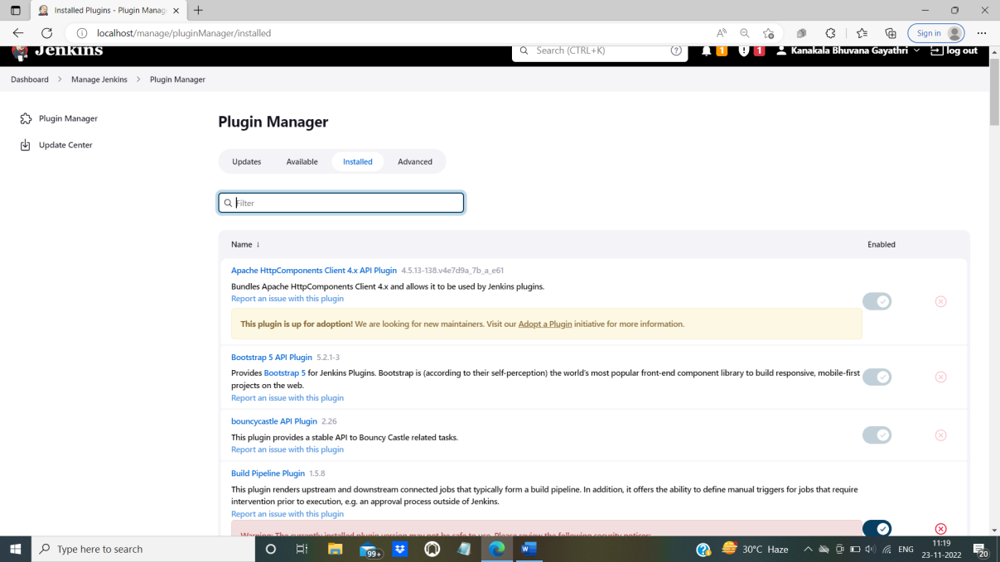 Installed Plugins - Plugin Manag
localhost/manage/pluginManager/installed
Sign in
Jenkins
Search (CTRL+K)
1
1
Kanakala Bhuvana Gayathri
log out
Dashboard > Manage Jenkins > Plugin Manager
Plugin Manager
Update Center
Plugin Manager
Updates Available Installed Advanced
Filter
Name ↓ Enabled
Apache HttpComponents Client 4.x API Plugin 4.5.13-138.v4e7d9a_7b_a_e61
Bundles Apache HttpComponents Client 4.x and allows it to be used by Jenkins plugins.
Report an issue with this plugin
This plugin is up for adoption! We are looking for new maintainers. Visit our Adopt a Plugin initiative for more information.
Bootstrap 5 API Plugin 5.2.1-3
Provides Bootstrap 5 for Jenkins Plugins. Bootstrap is (according to their self-perception) the world's most popular front-end component library to build responsive, mobile-first
projects on the web.
Report an issue with this plugin
bouncycastle API Plugin 2.26
This plugin provides a stable API to Bouncy Castle related tasks.
Report an issue with this plugin
Build Pipeline Plugin 1.5.8
This plugin renders upstream and downstream connected jobs that typically form a build pipeline. In addition, it offers the ability to define manual triggers for jobs that require
intervention prior to execution, e.g. an approval process outside of Jenkins.
Report an issue with this plugin
Warning: The currently installed plugin version may not be safe to use. Please review the following security notices:
Type here to search
99+
30°C Haze
ENG
11:19
23-11-2022
20